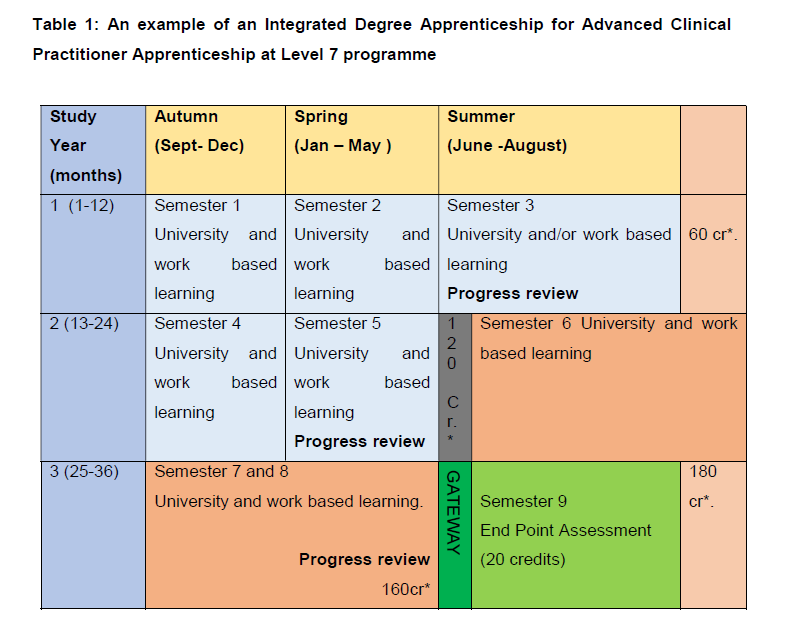 Table 1: An example of an Integrated Degree Apprenticeship for Advanced Clinical
Practitioner Apprenticeship at Level 7 programme
Study
Year
(months)
Autumn
(Sept- Dec)
Spring
(Jan – May )
Summer
(June -August)
1 (1-12)
Semester 1
University and
work based
learning
Semester 2
University and
work based
learning
Semester 3
University and/or work based
learning
Progress review
60 cr*.
2 (13-24)
Semester 4
University and
work based
learning
Semester 5
University and
work based
learning
Progress review
1
2
0
C
r.
*
Semester 6 University and work
based learning
3 (25-36)
Semester 7 and 8
University and work based learning.
Progress review
160cr*
GATEWAY
Semester 9
End Point Assessment
(20 credits)
180
cr*.